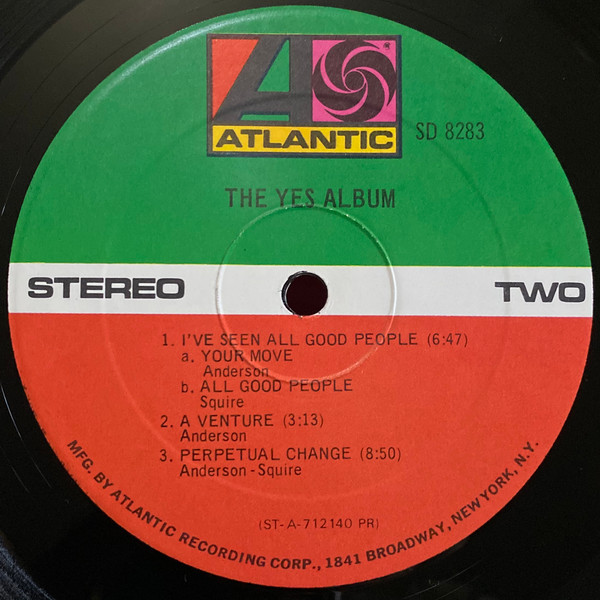 ATLANTIC
SD 8283
THE YES ALBUM
STEREO
TWO
1. I'VE SEEN ALL GOOD PEOPLE (6:47)
a. YOUR MOVE
Anderson
b. ALL GOOD PEOPLE
Squire
2. A VENTURE (3:13)
Anderson
3. PERPETUAL CHANGE (8:50)
Anderson - Squire
(ST-A-712140 PR)
MFG. BY ATLANTIC RECORDING CORP., 1841 BROADWAY, NEW YORK, N.Y.